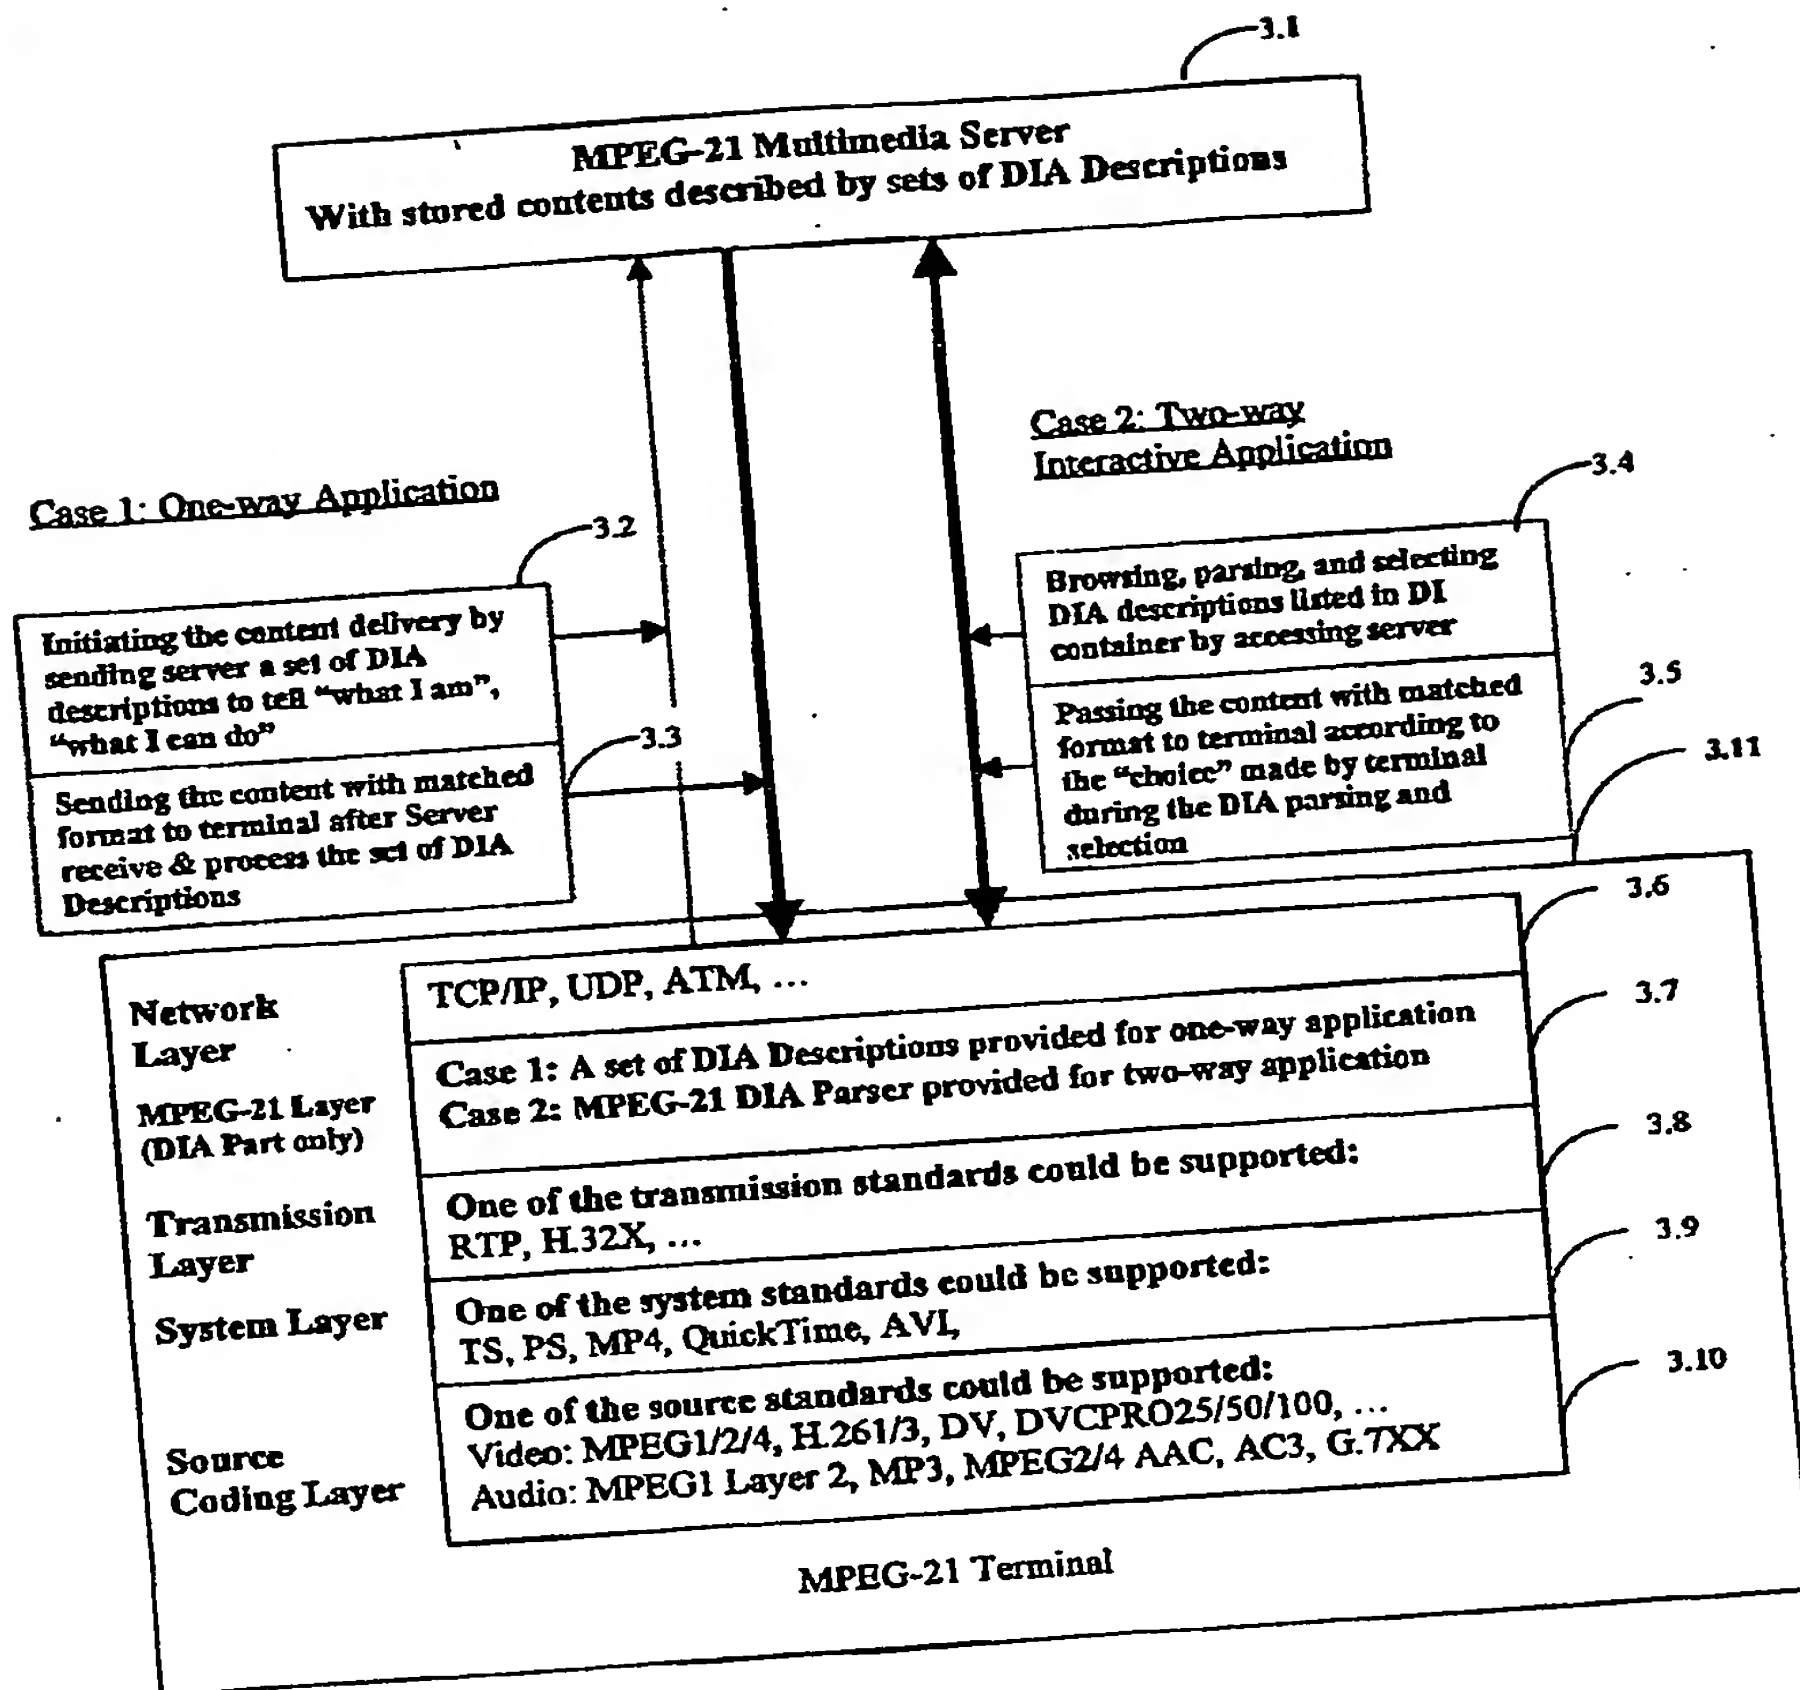 3.1
MPEG-21 Multimedia Server
With stored contents described by sets of DIA Descriptions
Case 2: Two-way
Interactive Application
3.4
Case 1: One-way Application
3.2
Browsing, parsing, and selecting
DIA descriptions listed in DI
container by accessing server
Initiating the content delivery by
sending server a set of DIA
descriptions to tell “what I am”,
“what I can do”
3.3
3.5
Passing the content with matched
format to terminal according to
the “choice” made by terminal
during the DIA parsing and
selection
3.11
Sending the content with matched
format to terminal after Server
receive & process the set of DIA
Descriptions
3.6
Network
Layer
TCP/IP, UDP, ATM, ...
3.7
MPEG-21 Layer
(DIA Part only)
Case 1: A set of DIA Descriptions provided for one-way application
Case 2: MPEG-21 DIA Parser provided for two-way application
3.8
Transmission
Layer
One of the transmission standards could be supported:
RTP, H.32X, ...
3.9
System Layer
One of the system standards could be supported:
TS, PS, MP4, QuickTime, AVI,
3.10
Source
Coding Layer
One of the source standards could be supported:
Video: MPEG1/2/4, H.261/3, DV, DVCPRO25/50/100, ...
Audio: MPEG1 Layer 2, MP3, MPEG2/4 AAC, AC3, G.7XX
MPEG-21 Terminal